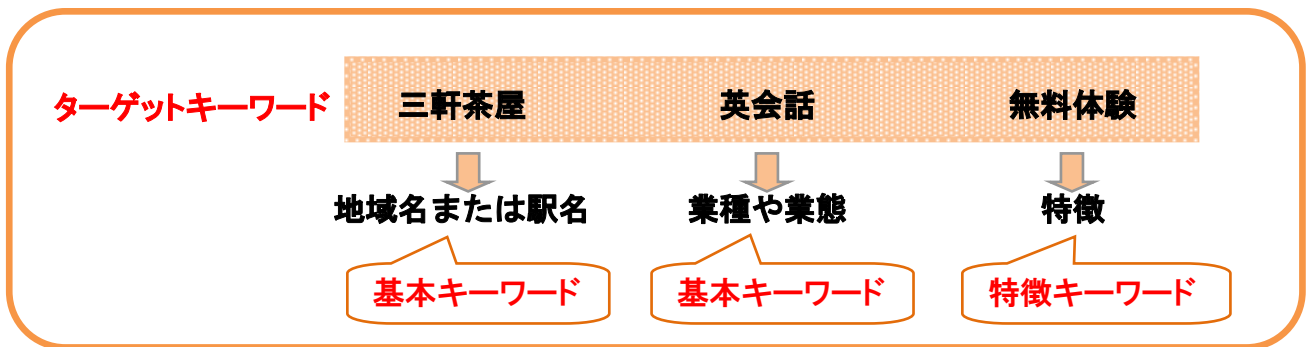 ターゲットキーワード 三軒茶屋 英会話 無料体験
地域名または駅名 業種や業態 特徴
基本キーワード 基本キーワード 特徴キーワード